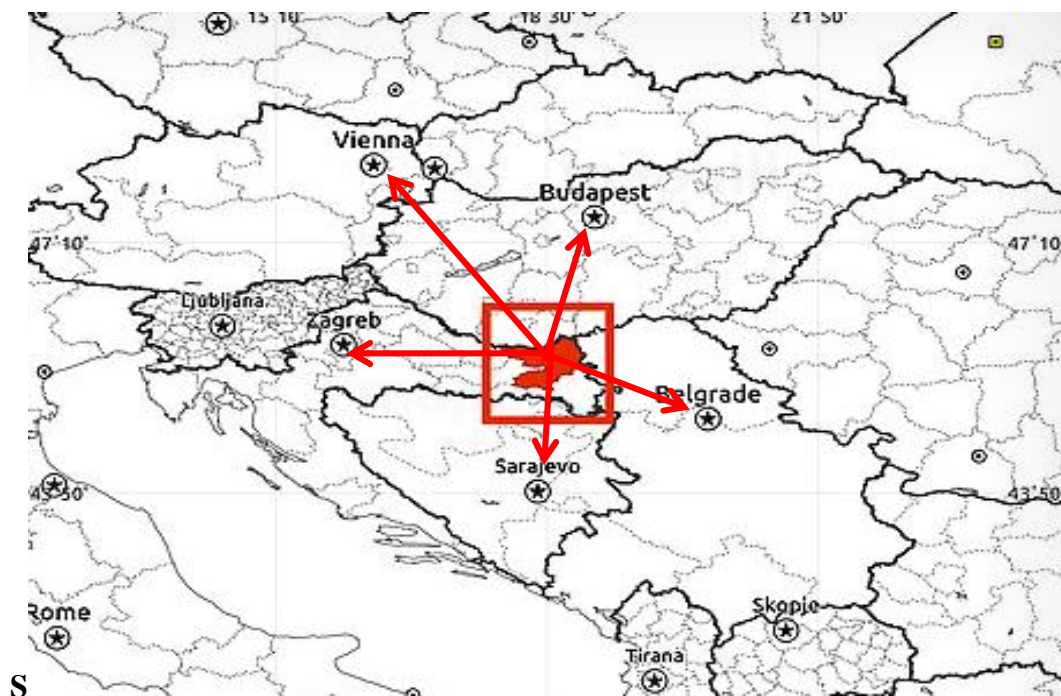 15˚10' 18˚30' 21˚50'
Vienna
Budapest
47˚10' 47˚10'
Ljubljana
Zagreb
Belgrade
Sarajevo
43˚50' 43˚50
Rome
Skopje
Tirana
S